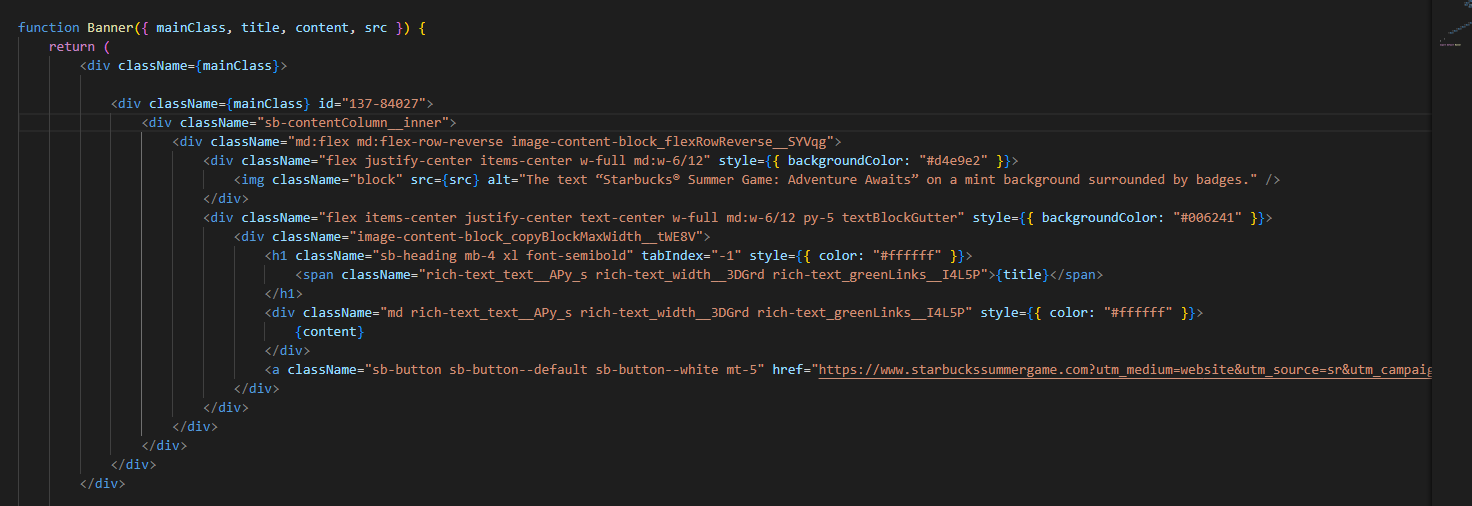 function Banner({ mainClass, title, content, src }) {
return (
<div className={mainClass}>
<div className={mainClass} id="137-84027">
<div className="sb-contentColumn__inner">
<div className="md:flex md:flex-row-reverse image-content-block_flexRowReverse__SYVqg">
<div className="flex justify-center items-center w-full md:w-6/12" style={{ backgroundColor: "#d4e9e2" }}>
<img className="block" src={src} alt="The text “Starbucks® Summer Game: Adventure Awaits” on a mint background surrounded by badges." />
</div>
<div className="flex items-center justify-center text-center w-full md:w-6/12 py-5 textBlockGutter" style={{ backgroundColor: "#006241" }}>
<div className="image-content-block_copyBlockMaxWidth__tWE8V">
<h1 className="sb-heading mb-4 xl font-semibold" tabIndex="-1" style={{ color: "#ffffff" }}>
<span className="rich-text_text__APy_s rich-text_width__3DGrd rich-text_greenLinks__I4L5P">{title}</span>
</h1>
<div className="md rich-text_text__APy_s rich-text_width__3DGrd rich-text_greenLinks__I4L5P" style={{ color: "#ffffff" }}>
{content}
</div>
<a className="sb-button sb-button--default sb-button--white mt-5" href="https://www.starbuckssummergame.com?utm_medium=website&utm_source=sr&utm_campaig
</div>
</div>
</div>
</div>
</div>
</div>